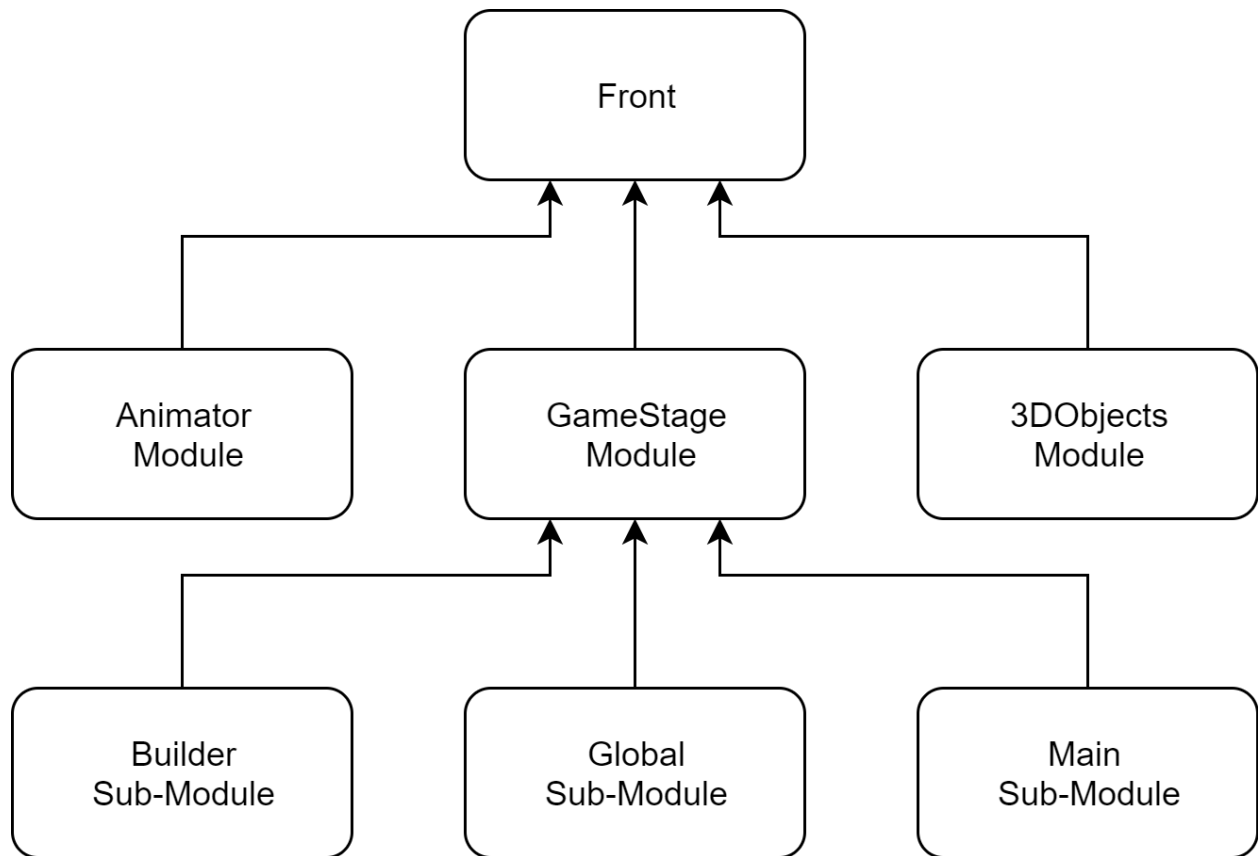 Front
Animator
Module
GameStage
Module
3DObjects
Module
Builder
Sub-Module
Global
Sub-Module
Main
Sub-Module